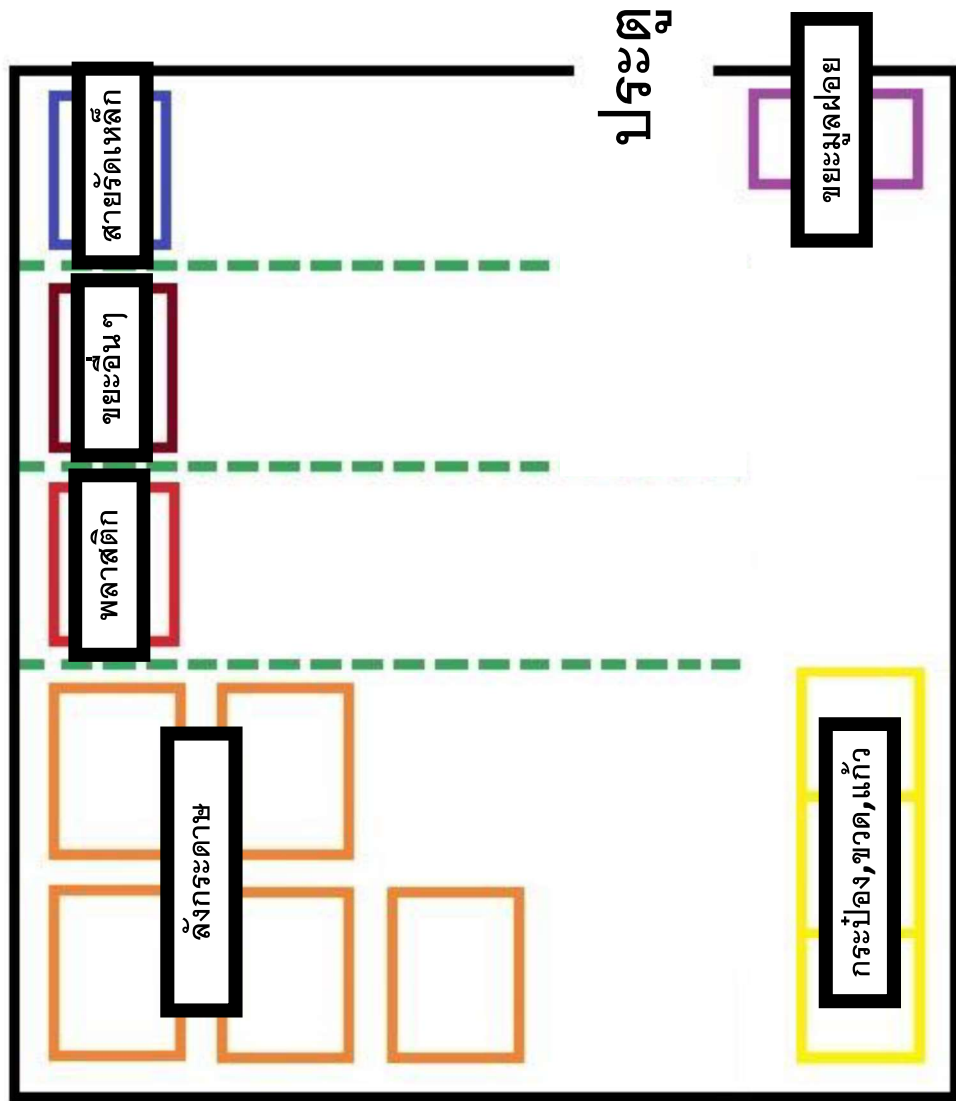 ประตู
สายรัดเหล็ก
ขยะมูลฝอย
ขยะอื่น ๆ
พลาสติก
ลังกระดาษ
กระป๋อง,ขวด,แก้ว